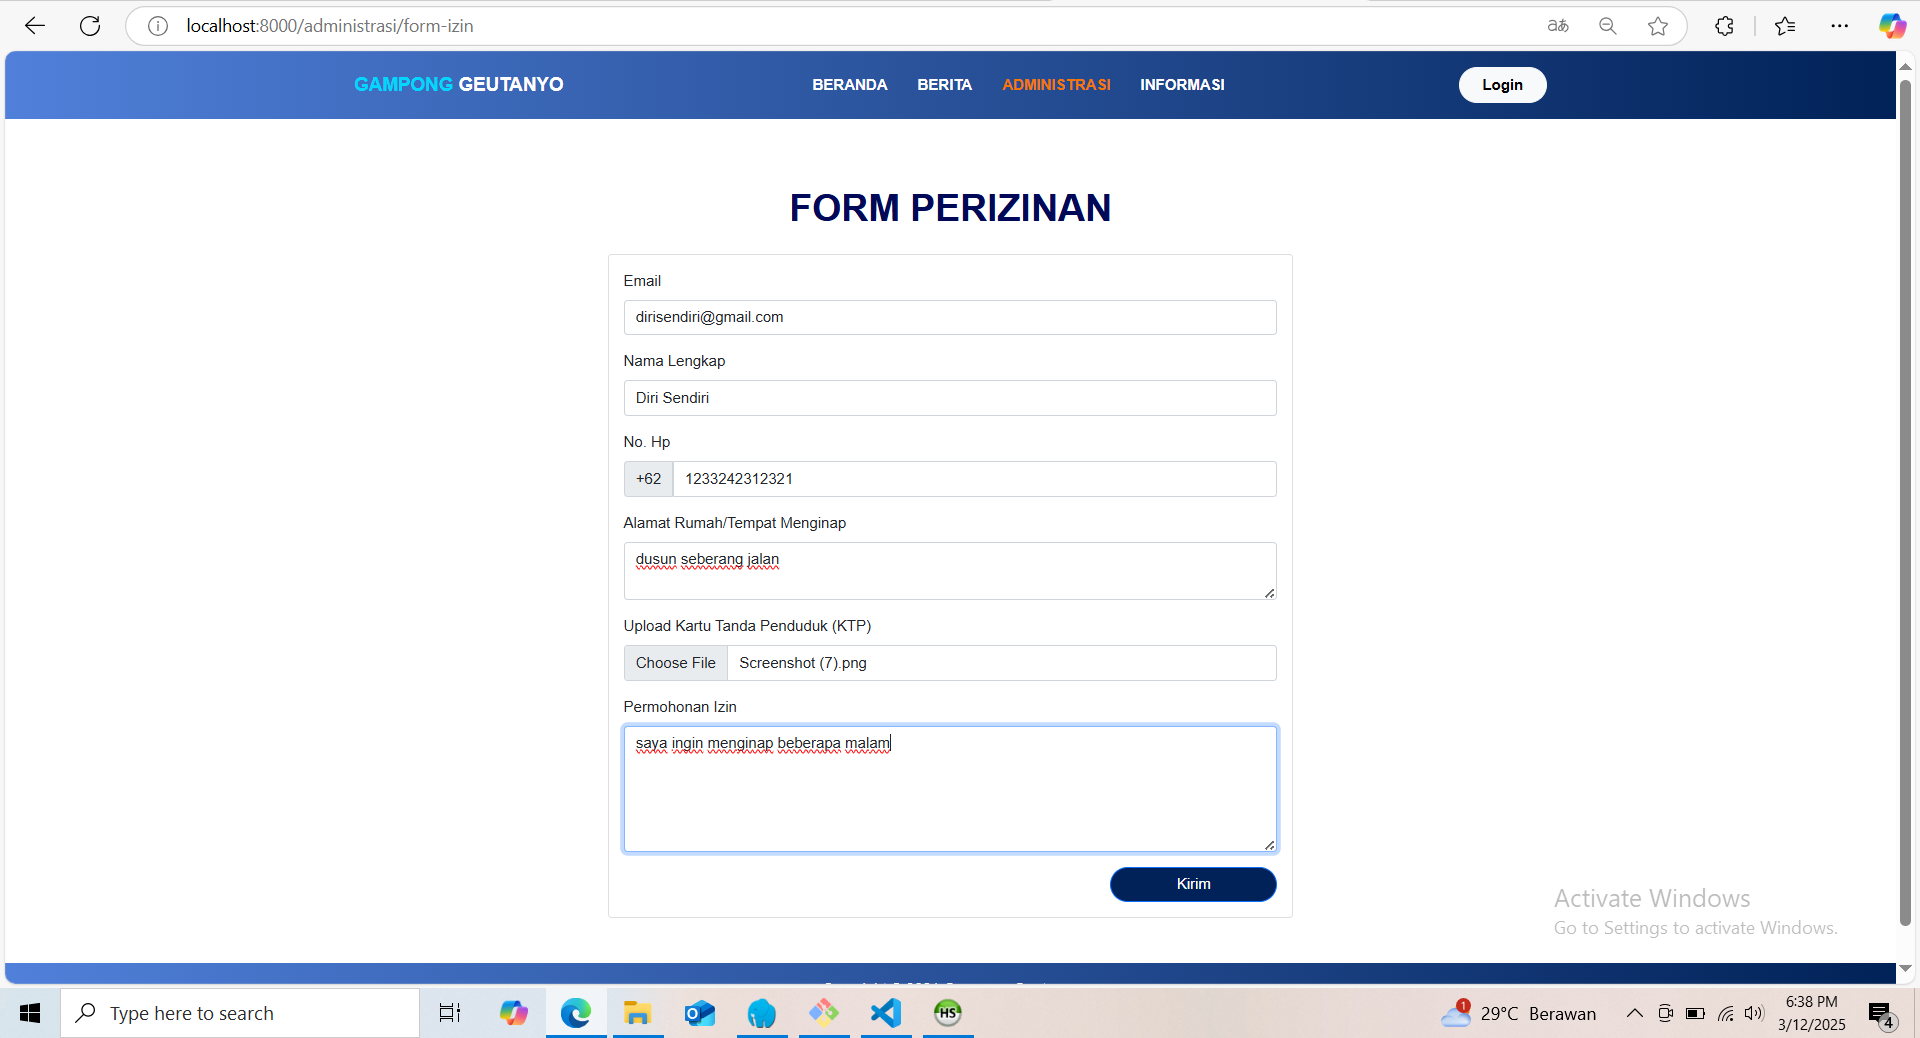 localhost:8000/administrasi/form-izin
GAMPONG GEUTANYO
BERANDA BERITA ADMINISTRASI INFORMASI
Login
FORM PERIZINAN
Email
dirisendiri@gmail.com
Nama Lengkap
Diri Sendiri
No. Hp
+62 1233242312321
Alamat Rumah/Tempat Menginap
dusun seberang jalan
Upload Kartu Tanda Penduduk (KTP)
Choose File Screenshot (7).png
Permohonan Izin
saya ingin menginap beberapa malam
Kirim
Activate Windows
Go to Settings to activate Windows.
Type here to search
1
29°C Berawan
6:38 PM
3/12/2025
4